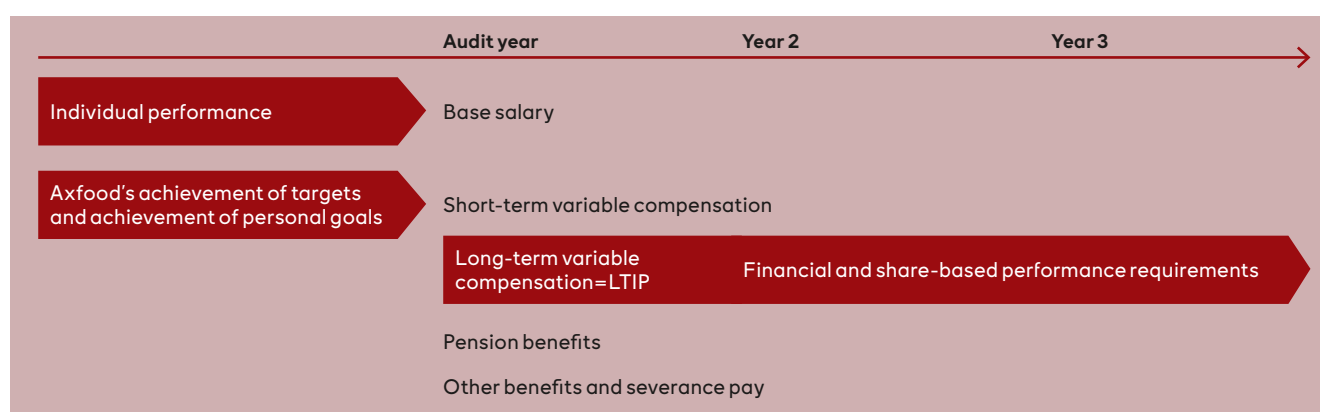 Audit year Year 2 Year 3
Individual performance
Base salary
Axfood's achievement of targets
and achievement of personal goals
Short-term variable compensation
Long-term variable
compensation=LTIP
Financial and share-based performance requirements
Pension benefits
Other benefits and severance pay